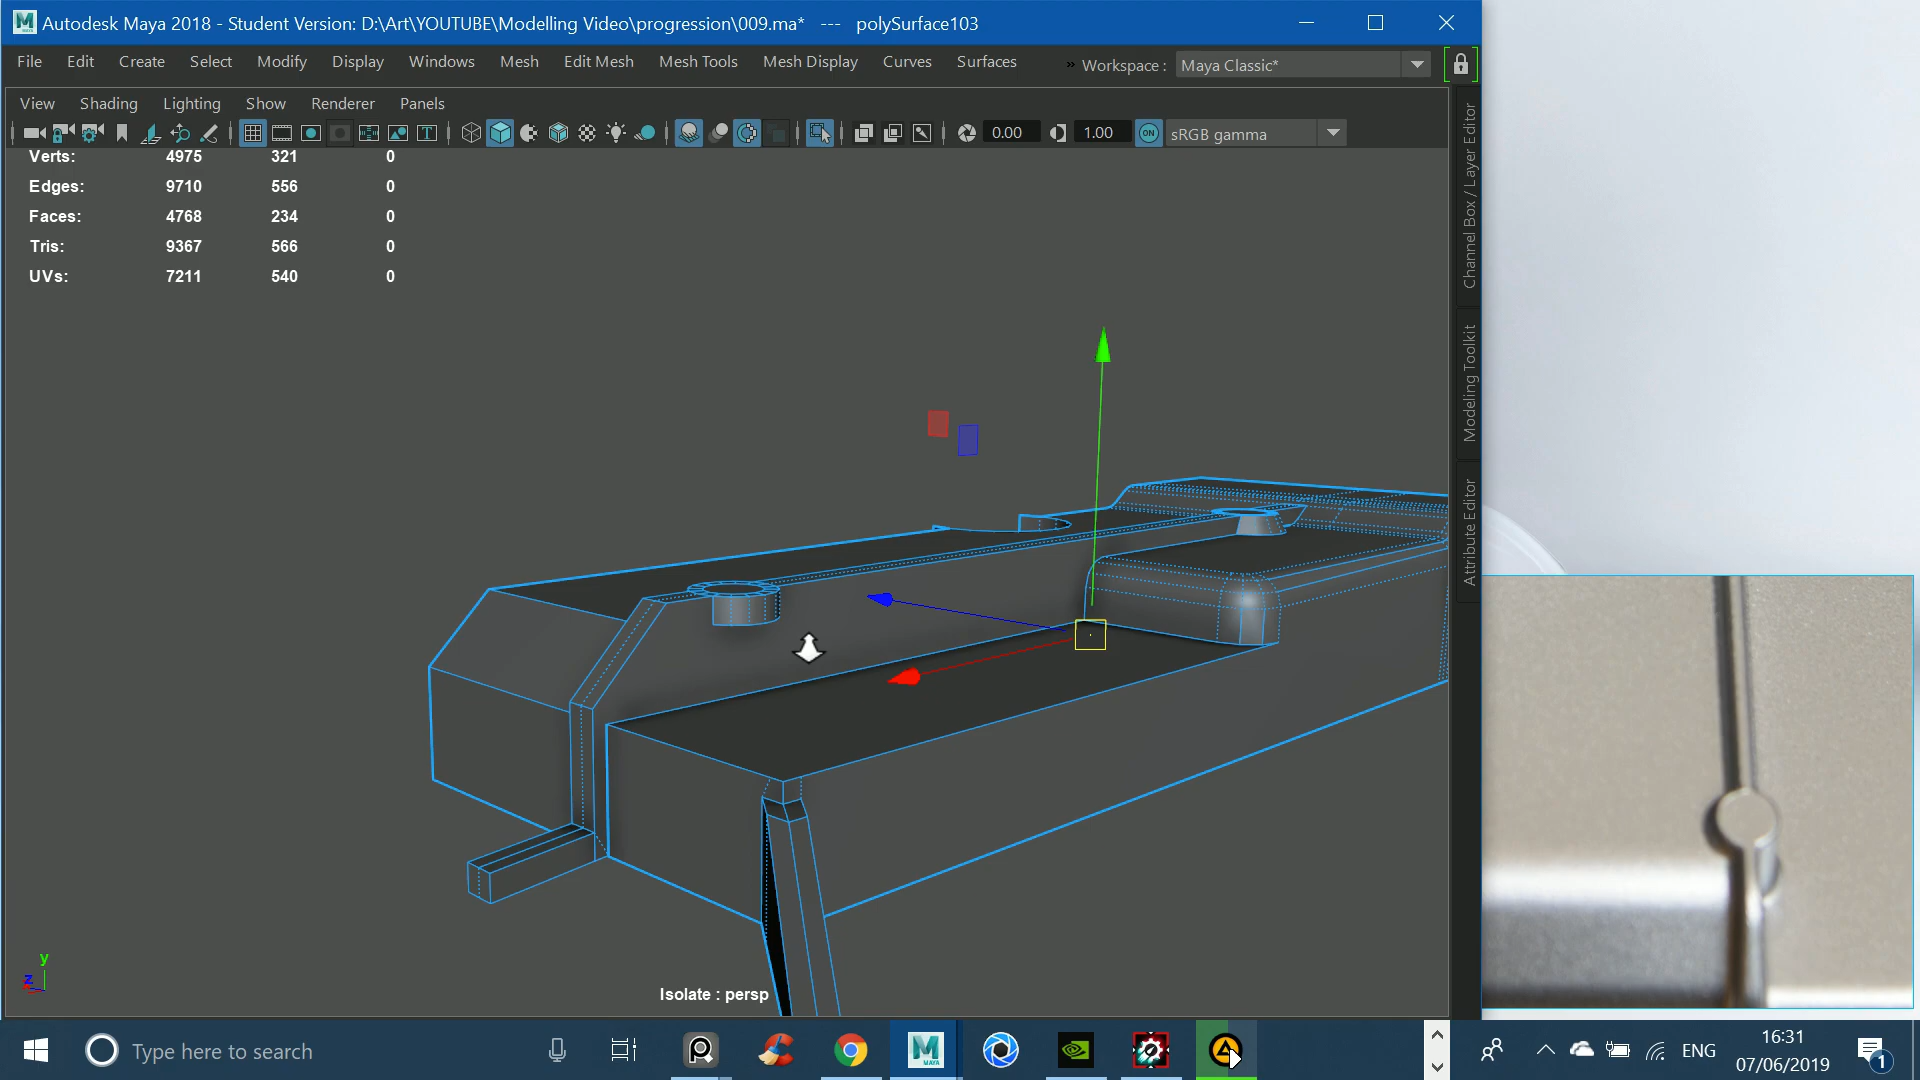 Autodesk Maya 2018 - Student Version: D:\Art\YOUTUBE\Modelling Video\progression\009.ma* --- polySurface103
File Edit Create Select Modify Display Windows Mesh Edit Mesh Mesh Tools Mesh Display Curves Surfaces » Workspace : Maya Classic*
View Shading Lighting Show Renderer Panels
0.00 1.00 ON sRGB gamma
Verts: 4975 321 0
Edges: 9710 556 0
Faces: 4768 234 0
Tris: 9367 566 0
UVs: 7211 540 0
Channel Box / Layer Editor
Modeling Toolkit
Attribute Editor
y
z
Isolate : persp
Type here to search
MAYA
ENG
16:31
07/06/2019
1